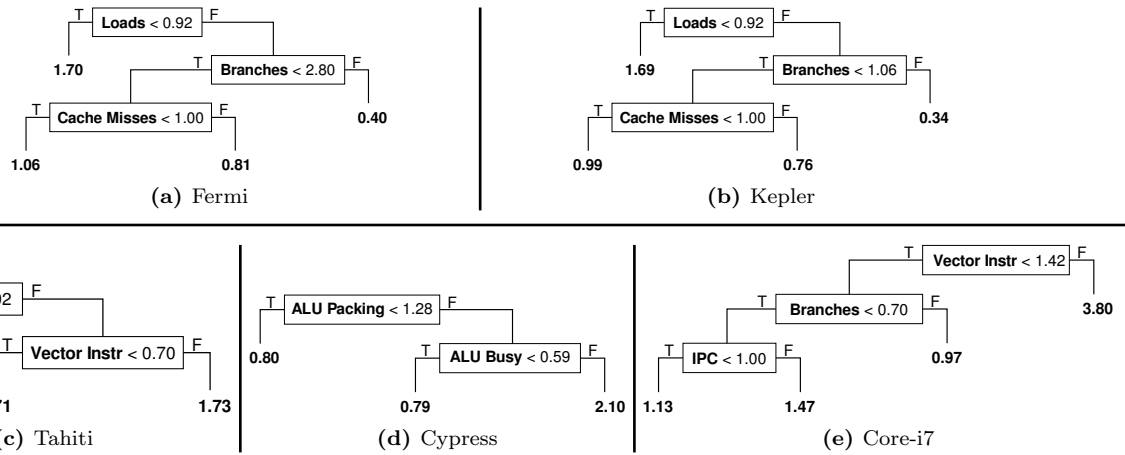 T Loads < 0.92 F
1.70 T Branches < 2.80 F
T Cache Misses < 1.00 F 0.40
1.06 0.81
(a) Fermi
T Loads < 0.92 F
1.69 T Branches < 1.06 F
T Cache Misses < 1.00 F 0.34
0.99 0.76
(b) Kepler
F
T Vector Instr < 0.70 F
1.73
Tahiti
T ALU Packing < 1.28 F
0.80 T ALU Busy < 0.59 F
0.79 2.10
(d) Cypress
T Vector Instr < 1.42 F
T Branches < 0.70 F 3.80
T IPC < 1.00 F 0.97
1.13 1.47
(e) Core-i7